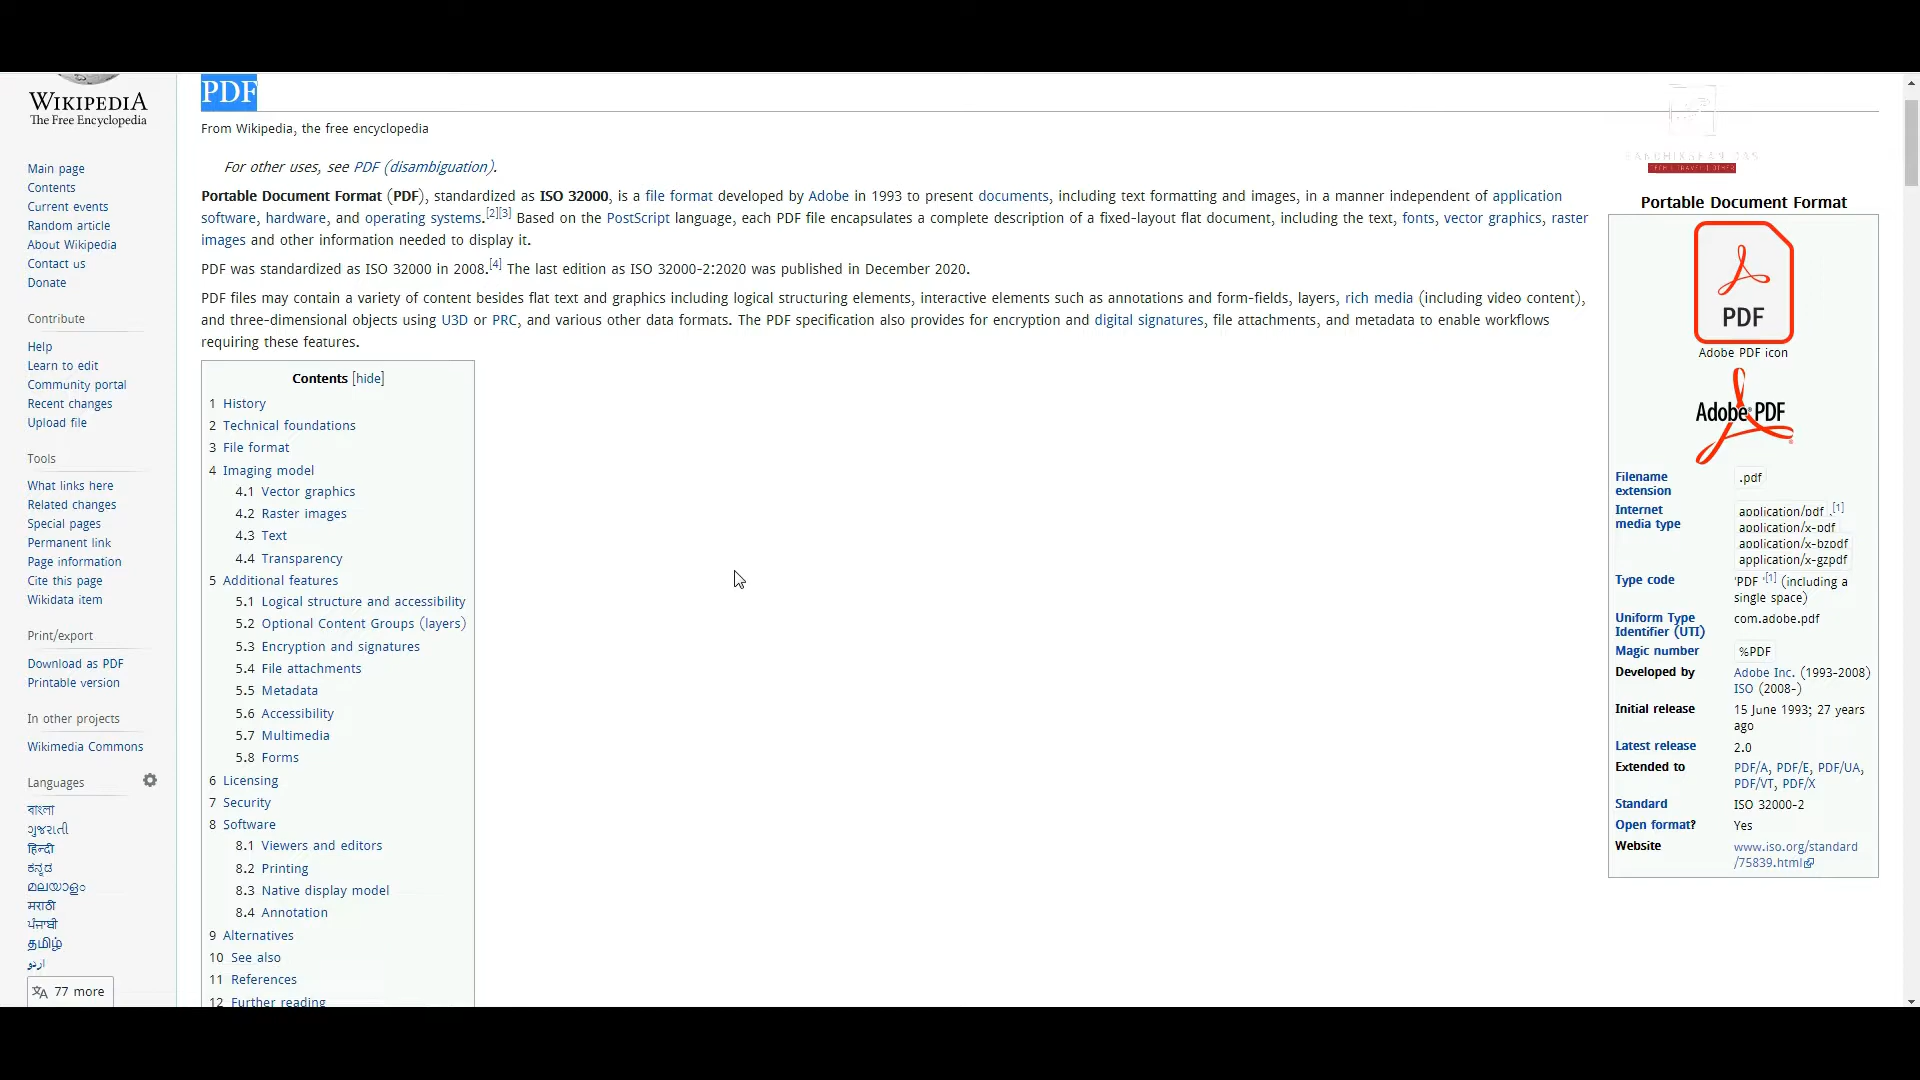 PDF
WIKIPEDIA
The Free Encyclopedia
Main page
Contents
Current events
Random article
About Wikipedia
Contact us
Donate
Contribute
Help
Learn to edit
Community portal
Recent changes
Upload file
Tools
What links here
Related changes
Special pages
Permanent link
Page information
Cite this page
Wikidata item
Print/export
Download as PDF
Printable version
In other projects
Wikimedia Commons
Languages
বাংলা
ગુજરાતી
हिन्दी
ಕನ್ನಡ
മലയാളം
मराठी
ਪੰਜਾਬੀ
தமிழ்
اردو
77 more
From Wikipedia, the free encyclopedia
For other uses, see PDF (disambiguation).
Portable Document Format (PDF), standardized as ISO 32000, is a file format developed by Adobe in 1993 to present documents, including text formatting and images, in a manner independent of application
software, hardware, and operating systems.[2][3] Based on the PostScript language, each PDF file encapsulates a complete description of a fixed-layout flat document, including the text, fonts, vector graphics, raster
images and other information needed to display it.
PDF was standardized as ISO 32000 in 2008.[4] The last edition as ISO 32000-2:2020 was published in December 2020.
PDF files may contain a variety of content besides flat text and graphics including logical structuring elements, interactive elements such as annotations and form-fields, layers, rich media (including video content),
and three-dimensional objects using U3D or PRC, and various other data formats. The PDF specification also provides for encryption and digital signatures, file attachments, and metadata to enable workflows
requiring these features.
Contents [hide]
1 History
2 Technical foundations
3 File format
4 Imaging model
4.1 Vector graphics
4.2 Raster images
4.3 Text
4.4 Transparency
5 Additional features
5.1 Logical structure and accessibility
5.2 Optional Content Groups (layers)
5.3 Encryption and signatures
5.4 File attachments
5.5 Metadata
5.6 Accessibility
5.7 Multimedia
5.8 Forms
6 Licensing
7 Security
8 Software
8.1 Viewers and editors
8.2 Printing
8.3 Native display model
8.4 Annotation
9 Alternatives
10 See also
11 References
12 Further reading
Portable Document Format
PDF
Adobe PDF icon
Adobe PDF
Filename extension .pdf
Internet media type application/pdf ,[1]
application/x-pdf
application/x-bzpdf
application/x-gzpdf
Type code 'PDF '[1] (including a
single space)
Uniform Type Identifier (UTI) com.adobe.pdf
Magic number %PDF
Developed by Adobe Inc. (1993–2008)
ISO (2008–)
Initial release 15 June 1993; 27 years
ago
Latest release 2.0
Extended to PDF/A, PDF/E, PDF/UA,
PDF/VT, PDF/X
Standard ISO 32000-2
Open format? Yes
Website www.iso.org/standard
/75839.html